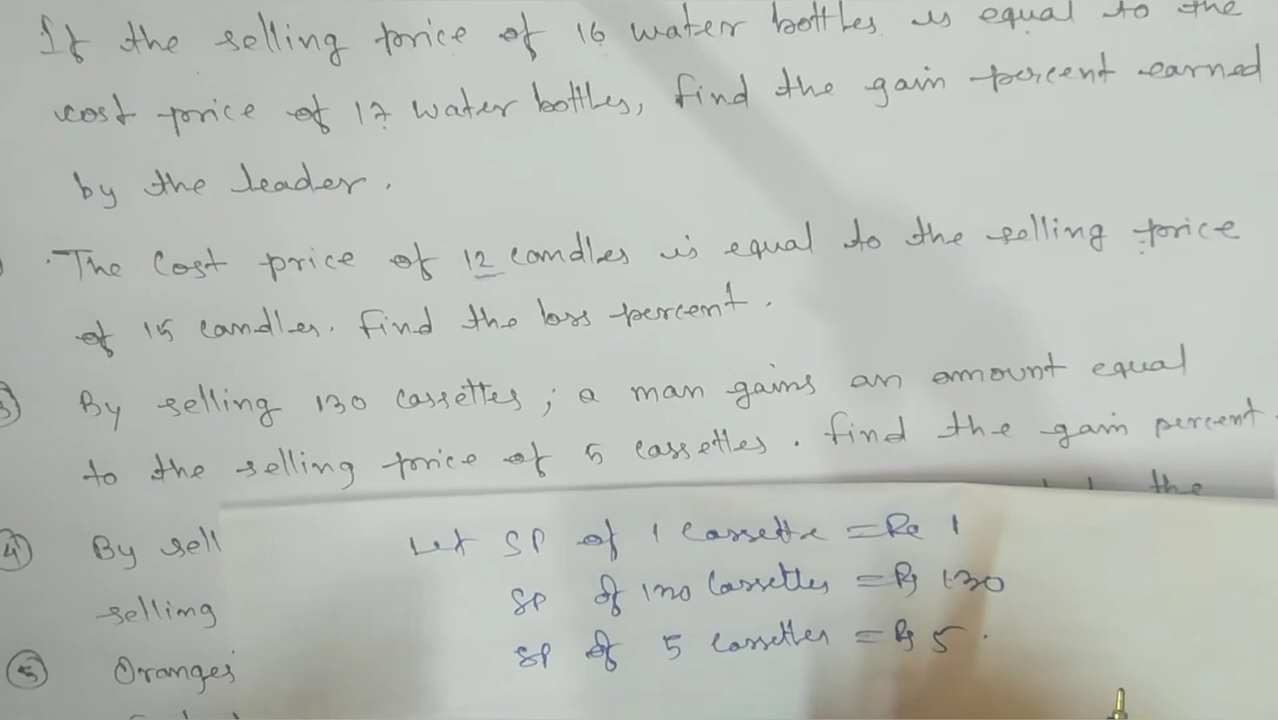 If the selling price of 16 water bottles is equal to the
cost price of 17 water bottles, find the gain percent earned
by the leader.
The Cost price of 12 candles is equal to the selling price
of 15 candles. find the loss percent.
3) By selling 130 cassettes; a man gains an amount equal
to the selling price of 5 cassettes. find the gain percent.
the
4) By sell
selling
5) Oranges
Let SP of 1 Cassette = Re 1
SP of 130 Cassettes = Rs 130
SP of 5 Cassettes = Rs 5.